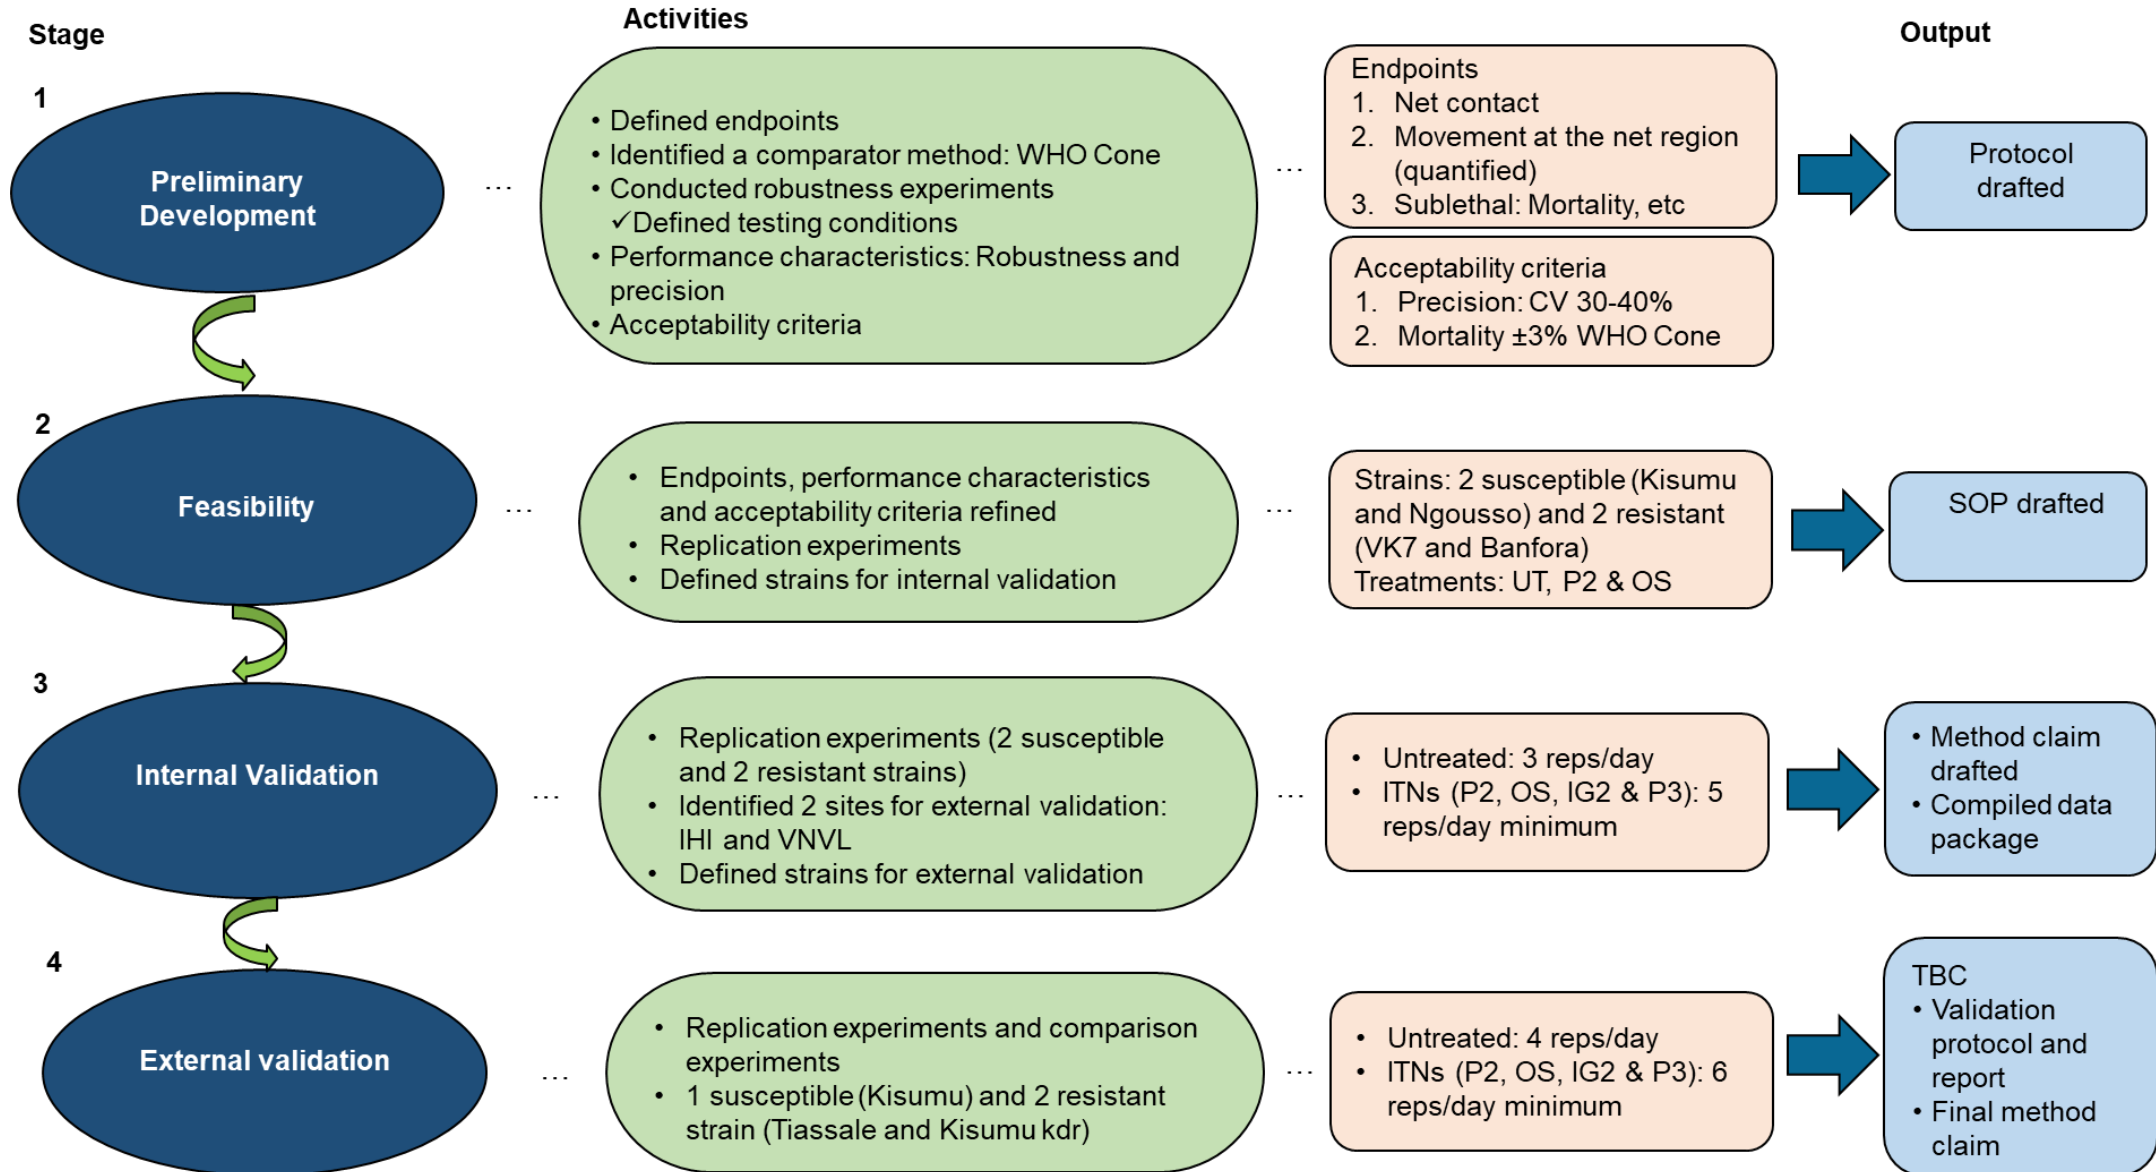 Stage
Activities
Output
1
Preliminary
Development
...
• Defined endpoints
• Identified a comparator method: WHO Cone
• Conducted robustness experiments
✓Defined testing conditions
• Performance characteristics: Robustness and
precision
• Acceptability criteria
...
Endpoints
1. Net contact
2. Movement at the net region
(quantified)
3. Sublethal: Mortality, etc
Acceptability criteria
1. Precision: CV 30-40%
2. Mortality ±3% WHO Cone
Protocol
drafted
2
Feasibility
...
• Endpoints, performance characteristics
and acceptability criteria refined
• Replication experiments
• Defined strains for internal validation
...
Strains: 2 susceptible (Kisumu
and Ngousso) and 2 resistant
(VK7 and Banfora)
Treatments: UT, P2 & OS
SOP drafted
3
Internal Validation
...
• Replication experiments (2 susceptible
and 2 resistant strains)
• Identified 2 sites for external validation:
IHI and VNVL
• Defined strains for external validation
...
• Untreated: 3 reps/day
• ITNs (P2, OS, IG2 & P3): 5
reps/day minimum
• Method claim
drafted
• Compiled data
package
4
External validation
...
• Replication experiments and comparison
experiments
• 1 susceptible (Kisumu) and 2 resistant
strain (Tiassale and Kisumu kdr)
...
• Untreated: 4 reps/day
• ITNs (P2, OS, IG2 & P3): 6
reps/day minimum
TBC
• Validation
protocol and
report
• Final method
claim